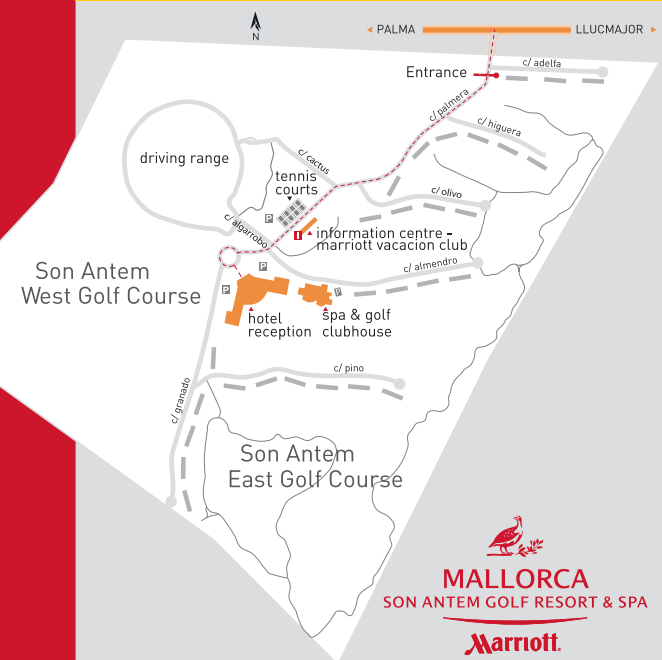 PALMA
LLUCMAJOR
N
c/ adelfa
Entrance
c/ palmera
c/ higuera
driving range
c/ cactus
tennis
courts
c/ olivo
P
c/ algarrobo
i
information centre -
marriott vacacion club
c/ almendro
P
Son Antem
West Golf Course
P
P
hotel
reception
spa & golf
clubhouse
c/ pino
c/ granado
Son Antem
East Golf Course
MALLORCA
SON ANTEM GOLF RESORT & SPA
Marriott.